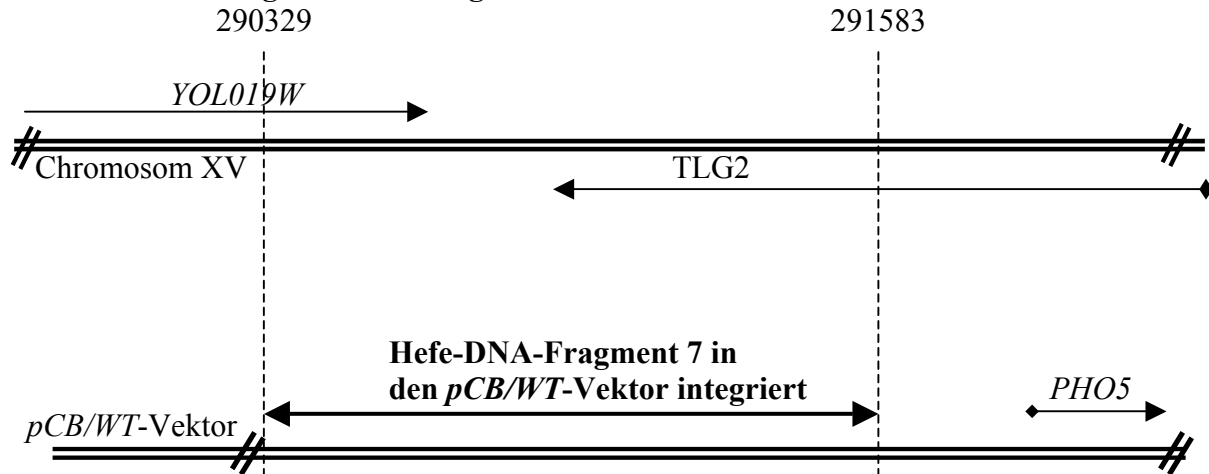 290329 291583
YOL019W
Chromosom XV TLG2
Hefe-DNA-Fragment 7 in
den pCB/WT-Vektor integriert
PHO5
pCB/WT-Vektor